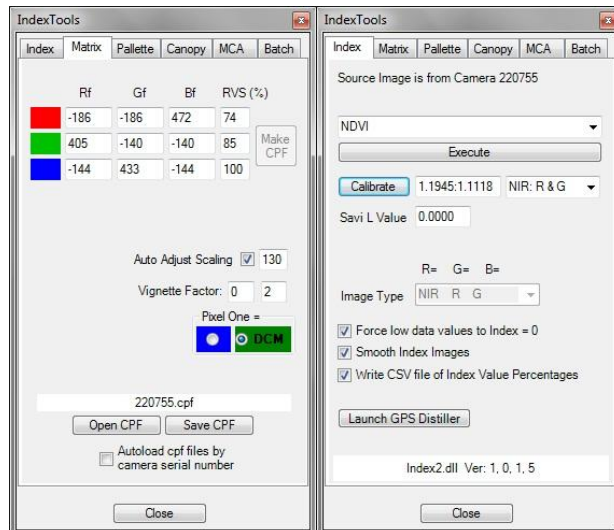 IndexTools
Index Matrix Pallette Canopy MCA Batch
Rf Gf Bf RVS (%)
-186 -186 472 74
405 -140 -140 85
Make CPF
-144 433 -144 100
Auto Adjust Scaling 130
Vignette Factor: 0 2
Pixel One =
DCM
220755.cpf
Open CPF Save CPF
Autoload cpf files by
camera serial number
Close
IndexTools
Index Matrix Pallette Canopy MCA Batch
Source Image is from Camera 220755
NDVI
Execute
Calibrate 1.1945:1.1118 NIR: R & G
Savi L Value 0.0000
R= G= B=
Image Type NIR R G
Force low data values to Index = 0
Smooth Index Images
Write CSV file of Index Value Percentages
Launch GPS Distiller
Index2.dll Ver: 1, 0, 1, 5
Close